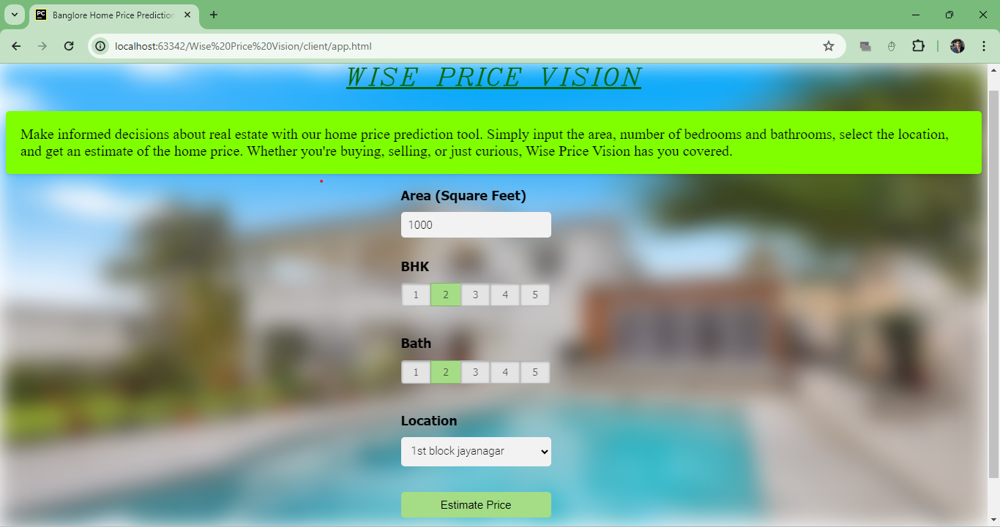 PC Banglore Home Price Prediction
localhost:63342/Wise%20Price%20Vision/client/app.html
WISE PRICE VISION
Make informed decisions about real estate with our home price prediction tool. Simply input the area, number of bedrooms and bathrooms, select the location,
and get an estimate of the home price. Whether you're buying, selling, or just curious, Wise Price Vision has you covered.
Area (Square Feet)
1000
BHK
1 2 3 4 5
Bath
1 2 3 4 5
Location
1st block jayanagar
Estimate Price